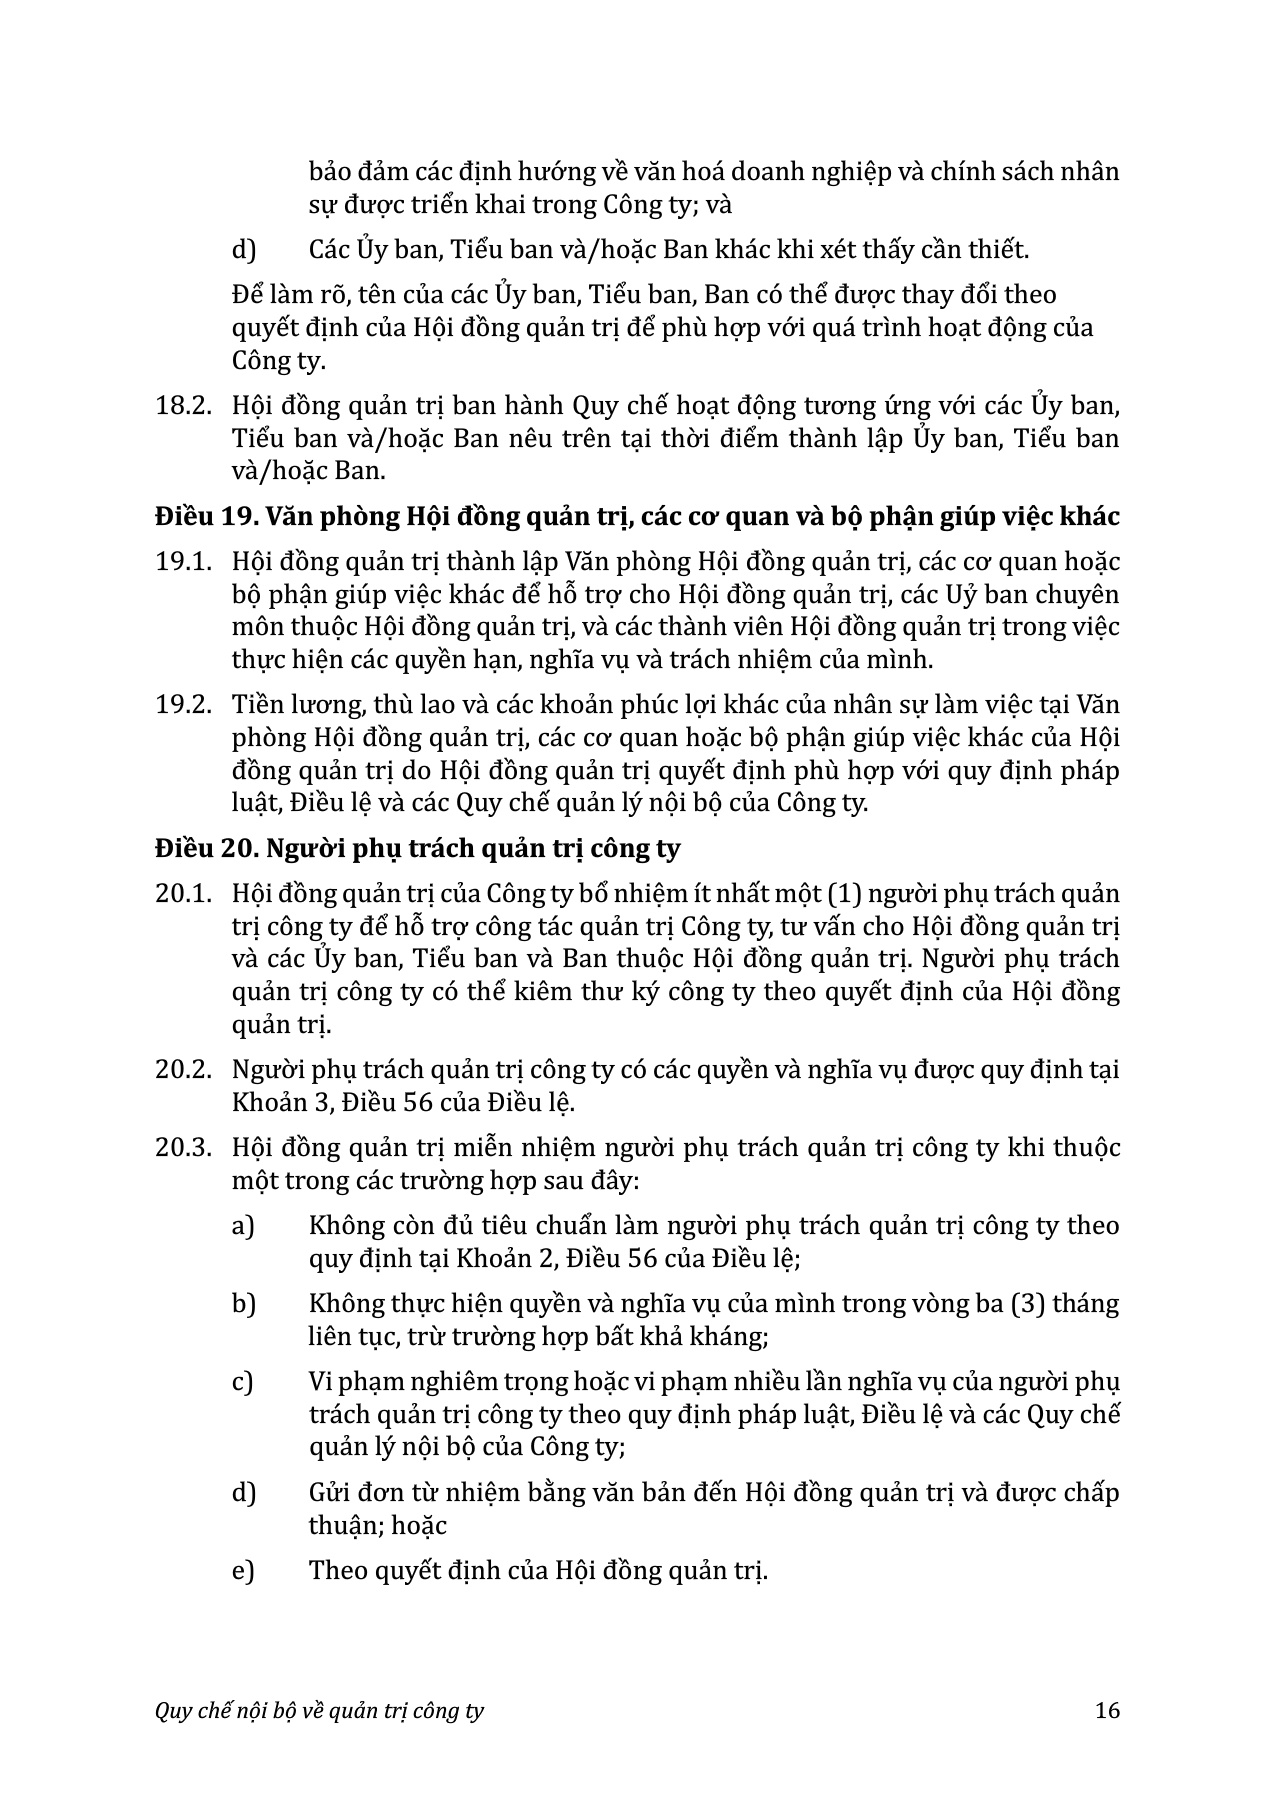 bảo đảm các định hướng về văn hoá doanh nghiệp và chính sách nhân
sự được triển khai trong Công ty; và
d) Các Ủy ban, Tiểu ban và/hoặc Ban khác khi xét thấy cần thiết.
Để làm rõ, tên của các Ủy ban, Tiểu ban, Ban có thể được thay đổi theo
quyết định của Hội đồng quản trị để phù hợp với quá trình hoạt động của
Công ty.
18.2. Hội đồng quản trị ban hành Quy chế hoạt động tương ứng với các Ủy ban,
Tiểu ban và/hoặc Ban nêu trên tại thời điểm thành lập Ủy ban, Tiểu ban
và/hoặc Ban.
Điều 19. Văn phòng Hội đồng quản trị, các cơ quan và bộ phận giúp việc khác
19.1. Hội đồng quản trị thành lập Văn phòng Hội đồng quản trị, các cơ quan hoặc
bộ phận giúp việc khác để hỗ trợ cho Hội đồng quản trị, các Uỷ ban chuyên
môn thuộc Hội đồng quản trị, và các thành viên Hội đồng quản trị trong việc
thực hiện các quyền hạn, nghĩa vụ và trách nhiệm của mình.
19.2. Tiền lương, thù lao và các khoản phúc lợi khác của nhân sự làm việc tại Văn
phòng Hội đồng quản trị, các cơ quan hoặc bộ phận giúp việc khác của Hội
đồng quản trị do Hội đồng quản trị quyết định phù hợp với quy định pháp
luật, Điều lệ và các Quy chế quản lý nội bộ của Công ty.
Điều 20. Người phụ trách quản trị công ty
20.1. Hội đồng quản trị của Công ty bổ nhiệm ít nhất một (1) người phụ trách quản
trị công ty để hỗ trợ công tác quản trị Công ty, tư vấn cho Hội đồng quản trị
và các Ủy ban, Tiểu ban và Ban thuộc Hội đồng quản trị. Người phụ trách
quản trị công ty có thể kiêm thư ký công ty theo quyết định của Hội đồng
quản trị.
20.2. Người phụ trách quản trị công ty có các quyền và nghĩa vụ được quy định tại
Khoản 3, Điều 56 của Điều lệ.
20.3. Hội đồng quản trị miễn nhiệm người phụ trách quản trị công ty khi thuộc
một trong các trường hợp sau đây:
a) Không còn đủ tiêu chuẩn làm người phụ trách quản trị công ty theo
quy định tại Khoản 2, Điều 56 của Điều lệ;
b) Không thực hiện quyền và nghĩa vụ của mình trong vòng ba (3) tháng
liên tục, trừ trường hợp bất khả kháng;
c) Vi phạm nghiêm trọng hoặc vi phạm nhiều lần nghĩa vụ của người phụ
trách quản trị công ty theo quy định pháp luật, Điều lệ và các Quy chế
quản lý nội bộ của Công ty;
d) Gửi đơn từ nhiệm bằng văn bản đến Hội đồng quản trị và được chấp
thuận; hoặc
e) Theo quyết định của Hội đồng quản trị.
Quy chế nội bộ về quản trị công ty 16